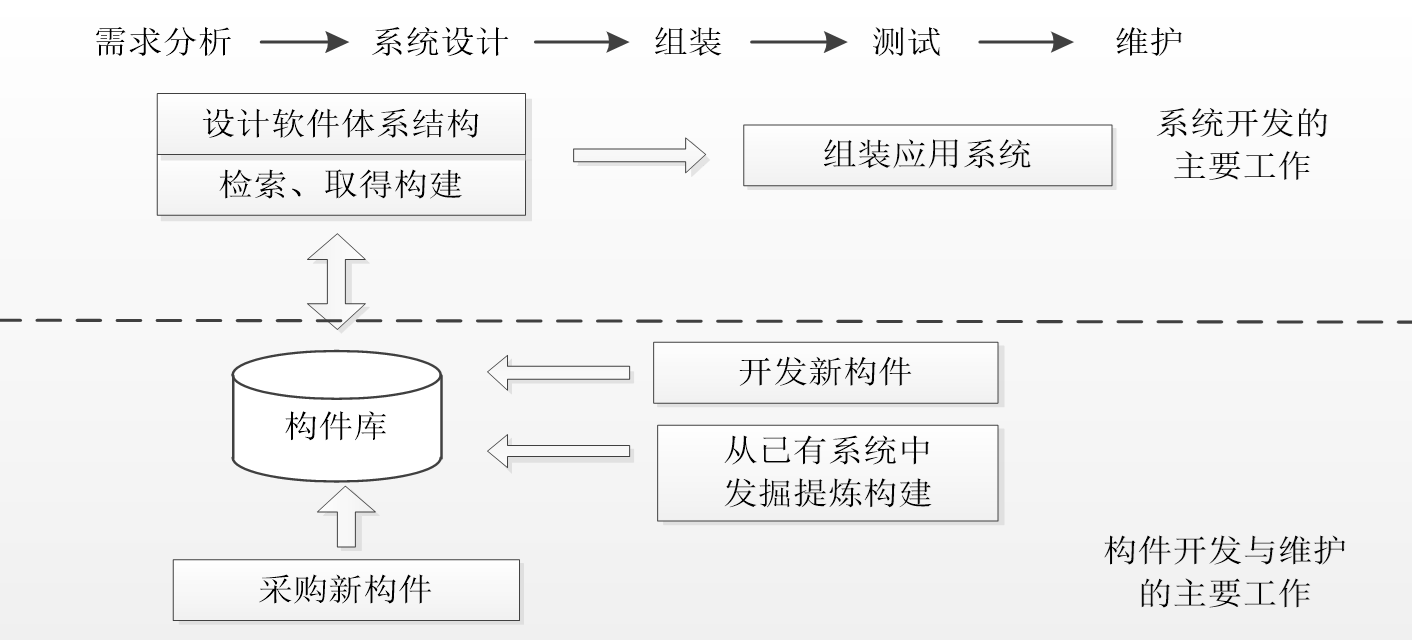 需求分析 系统设计 组装 测试 维护
设计软件体系结构
检索、取得构建
组装应用系统
系统开发的
主要工作
构件库
开发新构件
从已有系统中
发掘提炼构建
采购新构件
构件开发与维护
的主要工作